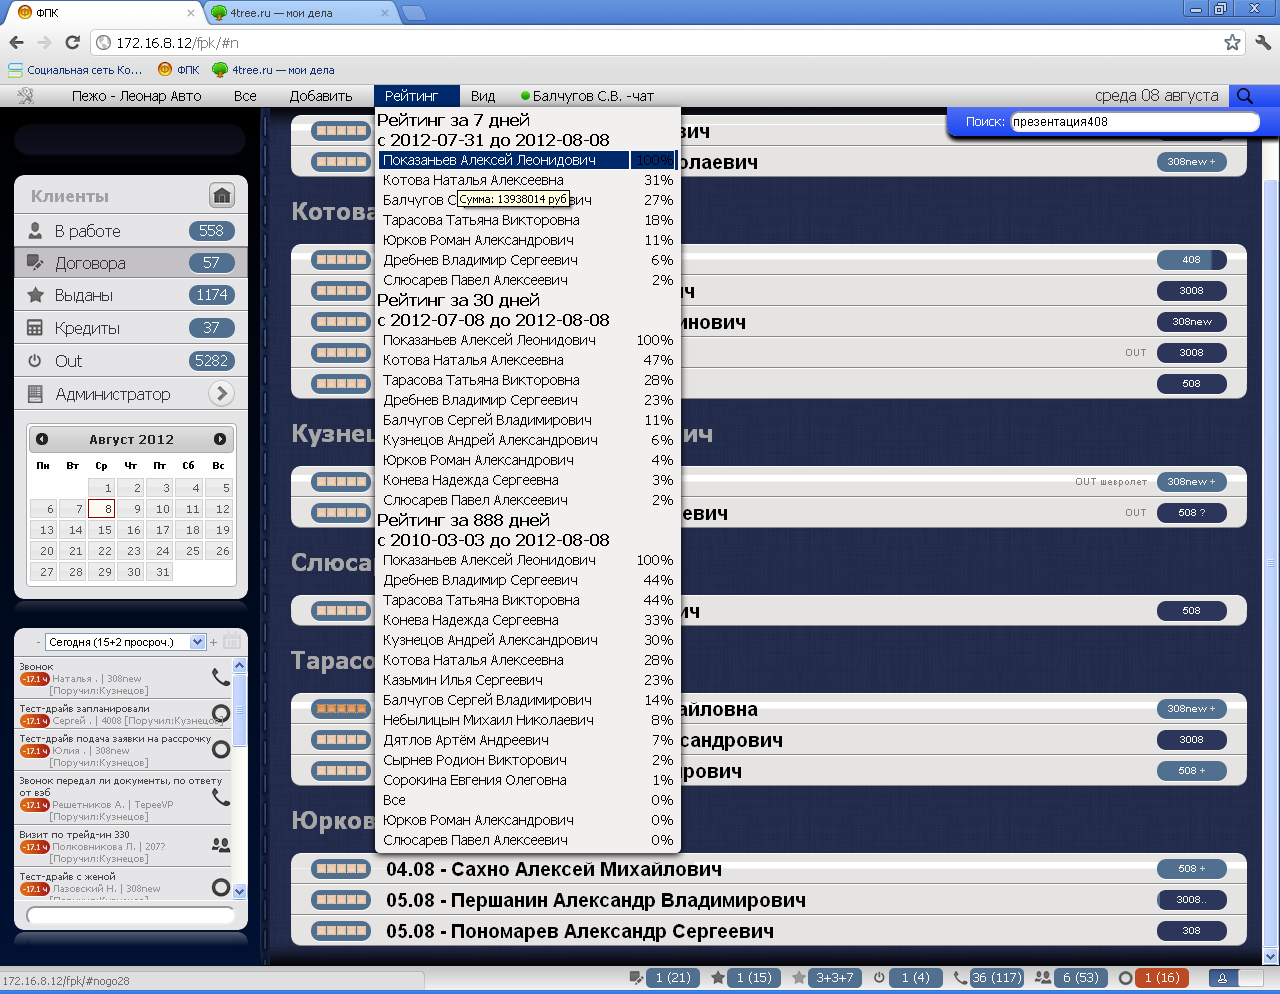 ФПК
4tree.ru — мои дела
172.16.8.12/fpk/#n
Социальная сеть Ко...
ФПК
4tree.ru — мои дела
Пежо - Леонар Авто
Все
Добавить
Рейтинг
Вид
Балчугов С.В. -чат
среда 08 августа
Поиск: презентация408
Клиенты
В работе 558
Договора 57
Выданы 1174
Кредиты 37
Out 5282
Администратор
Август 2012
Пн Вт Ср Чт Пт Сб Вс
1 2 3 4 5
6 7 8 9 10 11 12
13 14 15 16 17 18 19
20 21 22 23 24 25 26
27 28 29 30 31
- Сегодня (15+2 просроч.) +
Звонок
-17.1 ч Наталья . | 308new
[Поручил:Кузнецов]
Тест-драйв запланировали
-17.1 ч Сергей . | 4008 [Поручил:Кузнецов]
Тест-драйв подача заявки на рассрочку
-17.1 ч Юлия . | 308new
[Поручил:Кузнецов]
Звонок передал ли документы, по ответу
от вэб
-17.1 ч Решетников А. | ТереeVP
[Поручил:Кузнецов]
Визит по трейд-ин 330
-17.1 ч Полковникова Л. | 207?
[Поручил:Кузнецов]
Тест-драйв с женой
-17.1 ч Лазовский Н. | 308new
[Поручил:Кузнецов]
Рейтинг за 7 дней
с 2012-07-31 до 2012-08-08
Показаньев Алексей Леонидович 100%
Котова Наталья Алексеевна 31%
Сумма: 13938014 руб
Балчугов С вич 27%
Тарасова Татьяна Викторовна 18%
Юрков Роман Александрович 11%
Дребнев Владимир Сергеевич 6%
Слюсарев Павел Алексеевич 2%
Рейтинг за 30 дней
с 2012-07-08 до 2012-08-08
Показаньев Алексей Леонидович 100%
Котова Наталья Алексеевна 47%
Тарасова Татьяна Викторовна 28%
Дребнев Владимир Сергеевич 23%
Балчугов Сергей Владимирович 11%
Кузнецов Андрей Александрович 6%
Юрков Роман Александрович 4%
Конева Надежда Сергеевна 3%
Слюсарев Павел Алексеевич 2%
Рейтинг за 888 дней
с 2010-03-03 до 2012-08-08
Показаньев Алексей Леонидович 100%
Дребнев Владимир Сергеевич 44%
Тарасова Татьяна Викторовна 44%
Конева Надежда Сергеевна 33%
Кузнецов Андрей Александрович 30%
Котова Наталья Алексеевна 28%
Казьмин Илья Сергеевич 23%
Балчугов Сергей Владимирович 14%
Небылицын Михаил Николаевич 8%
Дятлов Артём Андреевич 7%
Сырнев Родион Викторович 2%
Сорокина Евгения Олеговна 1%
Все 0%
Юрков Роман Александрович 0%
Слюсарев Павел Алексеевич 0%
вич
олаевич 308new +
Котова
408
ич 3008
инович 308new
OUT 3008
508
Кузнец ич
OUT шевролет 308new +
евич OUT 508 ?
Слюса
ич 508
Тарасо
айловна 308new +
сандрович 3008
ирович 508 +
Юрков
04.08 - Сахно Алексей Михайлович 508 +
05.08 - Першанин Александр Владимирович 3008..
05.08 - Пономарев Александр Сергеевич 308
172.16.8.12/fpk/#nogo28
1 (21)
1 (15)
3+3+7
1 (4)
36 (117)
6 (53)
1 (16)